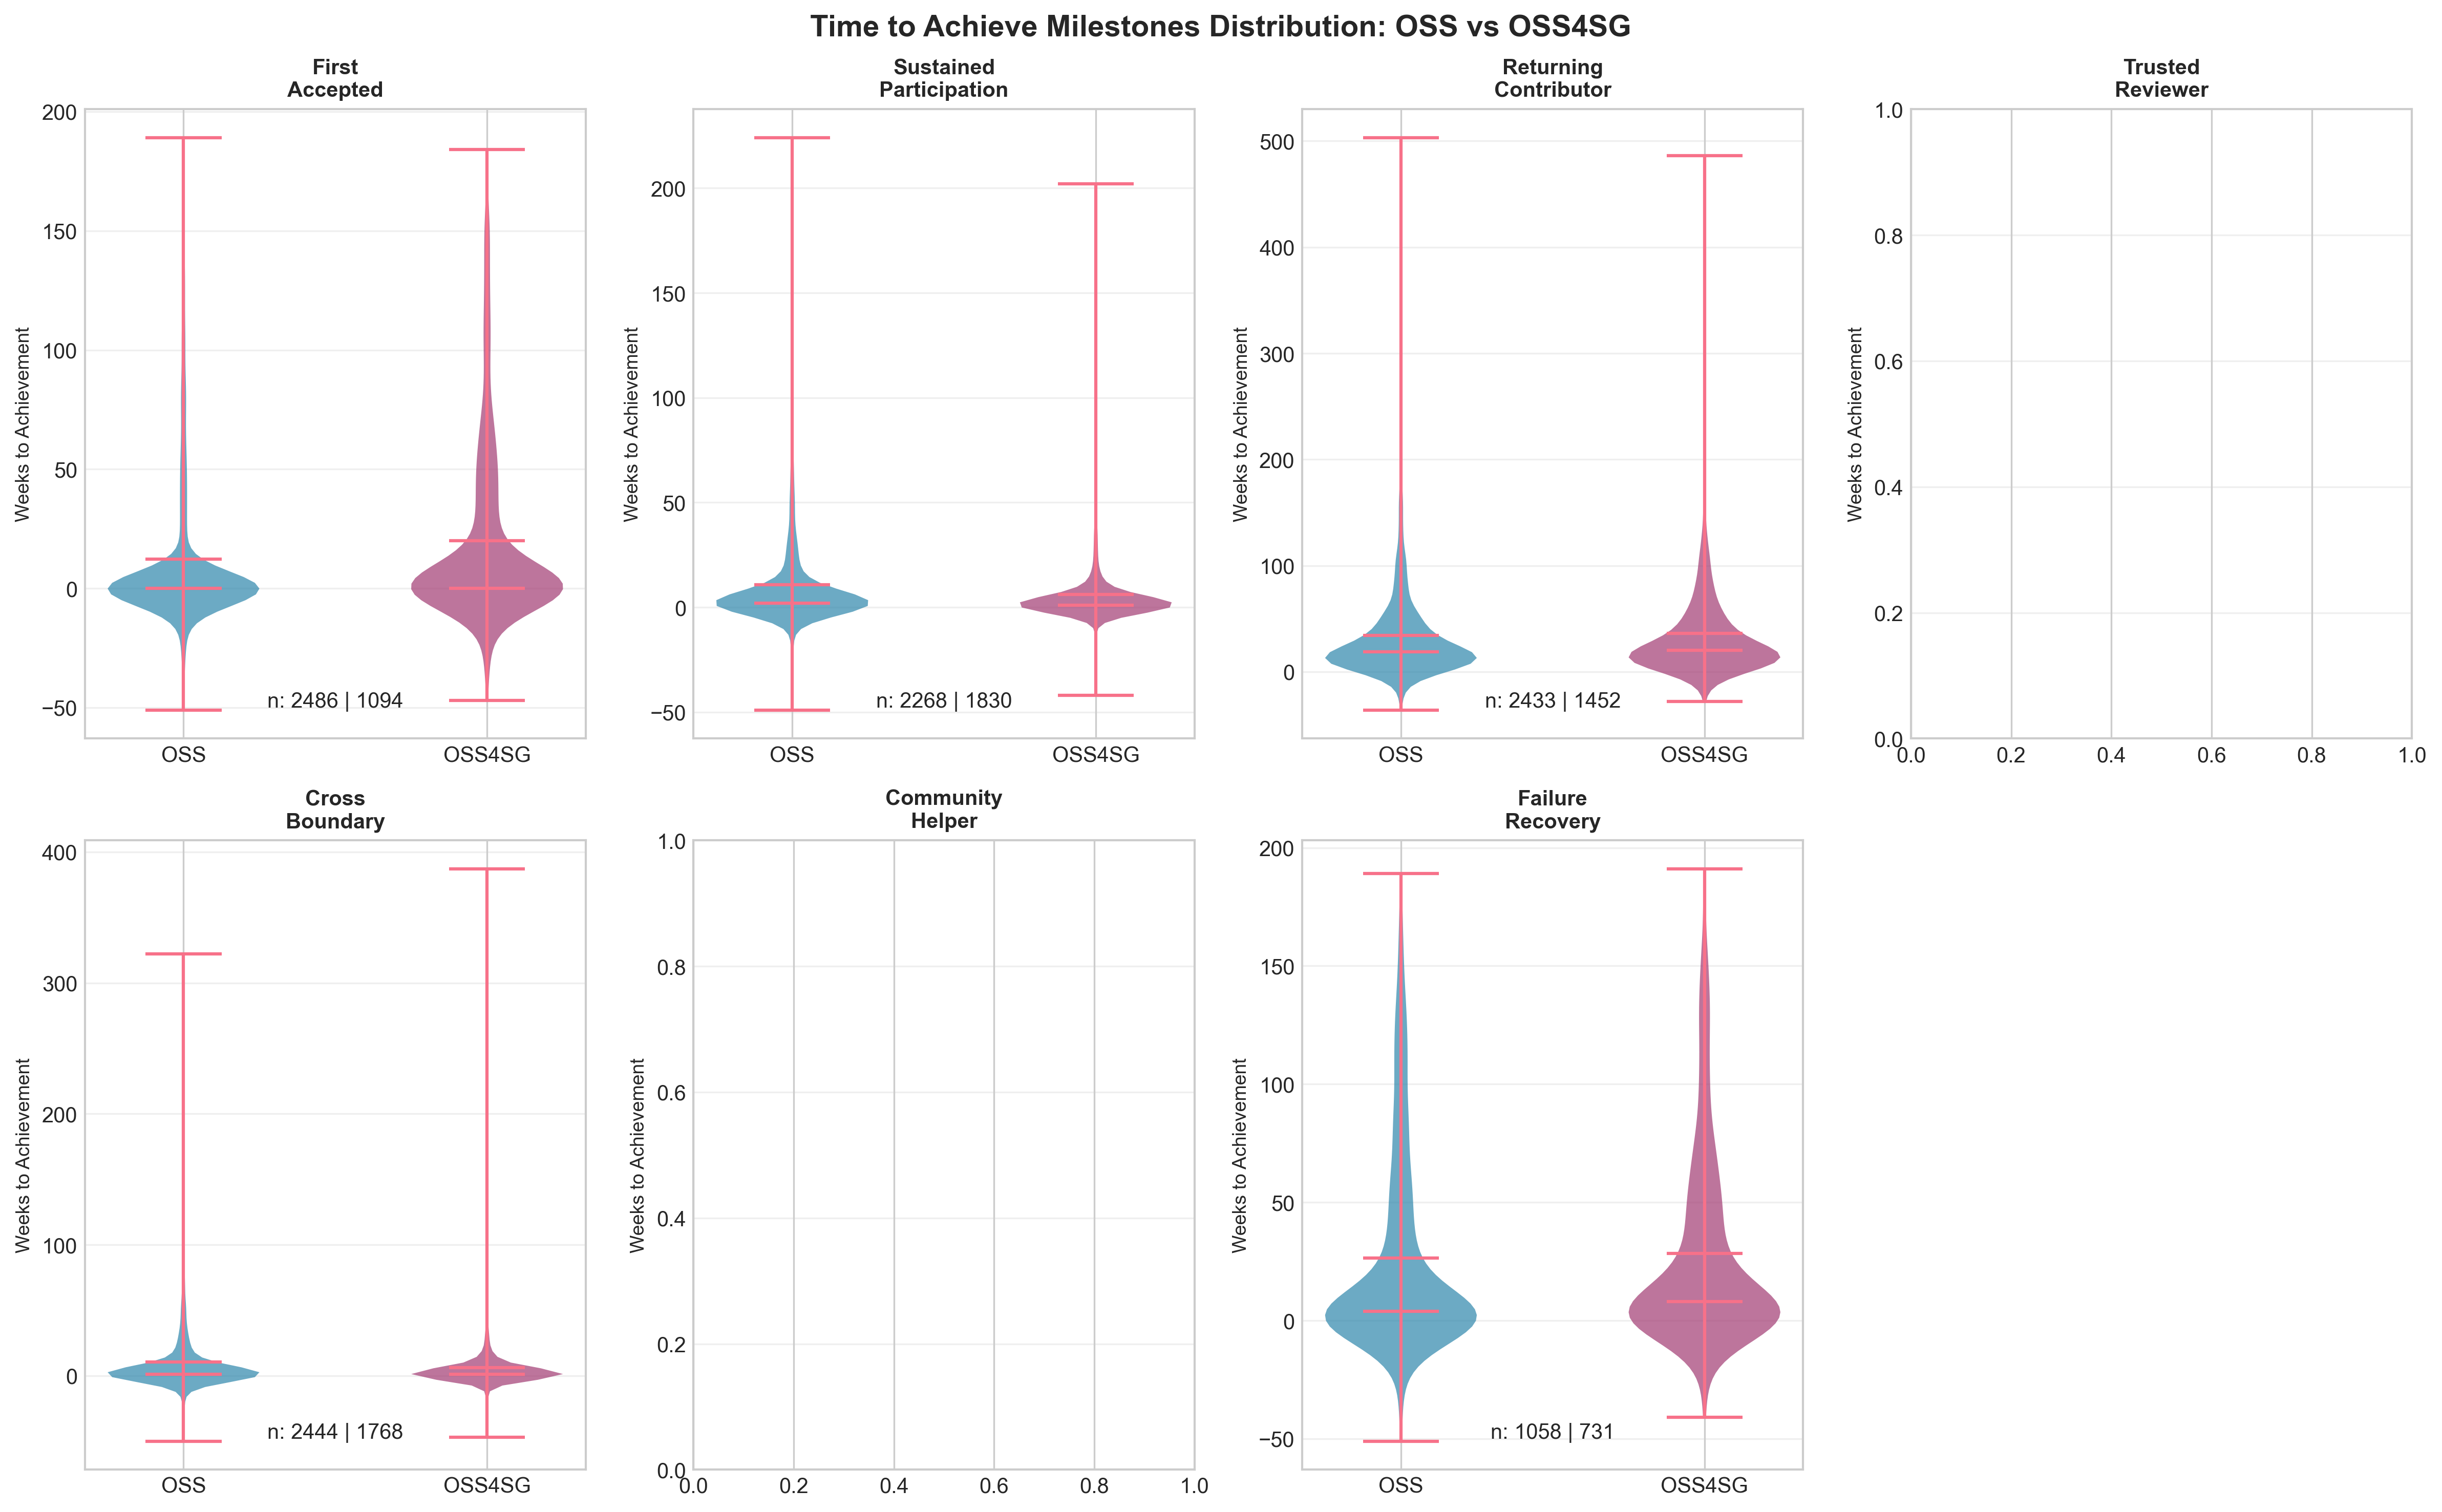 Time to Achieve Milestones Distribution: OSS vs OSS4SG
First
Accepted
Weeks to Achievement
200
150
100
50
0
−50
n: 2486 | 1094
OSS
OSS4SG
Sustained
Participation
Weeks to Achievement
200
150
100
50
0
−50
n: 2268 | 1830
OSS
OSS4SG
Returning
Contributor
Weeks to Achievement
500
400
300
200
100
0
n: 2433 | 1452
OSS
OSS4SG
Trusted
Reviewer
Weeks to Achievement
1.0
0.8
0.6
0.4
0.2
0.0
0.0 0.2 0.4 0.6 0.8 1.0
Cross
Boundary
Weeks to Achievement
400
300
200
100
0
n: 2444 | 1768
OSS
OSS4SG
Community
Helper
Weeks to Achievement
1.0
0.8
0.6
0.4
0.2
0.0
0.0 0.2 0.4 0.6 0.8 1.0
Failure
Recovery
Weeks to Achievement
200
150
100
50
0
−50
n: 1058 | 731
OSS
OSS4SG